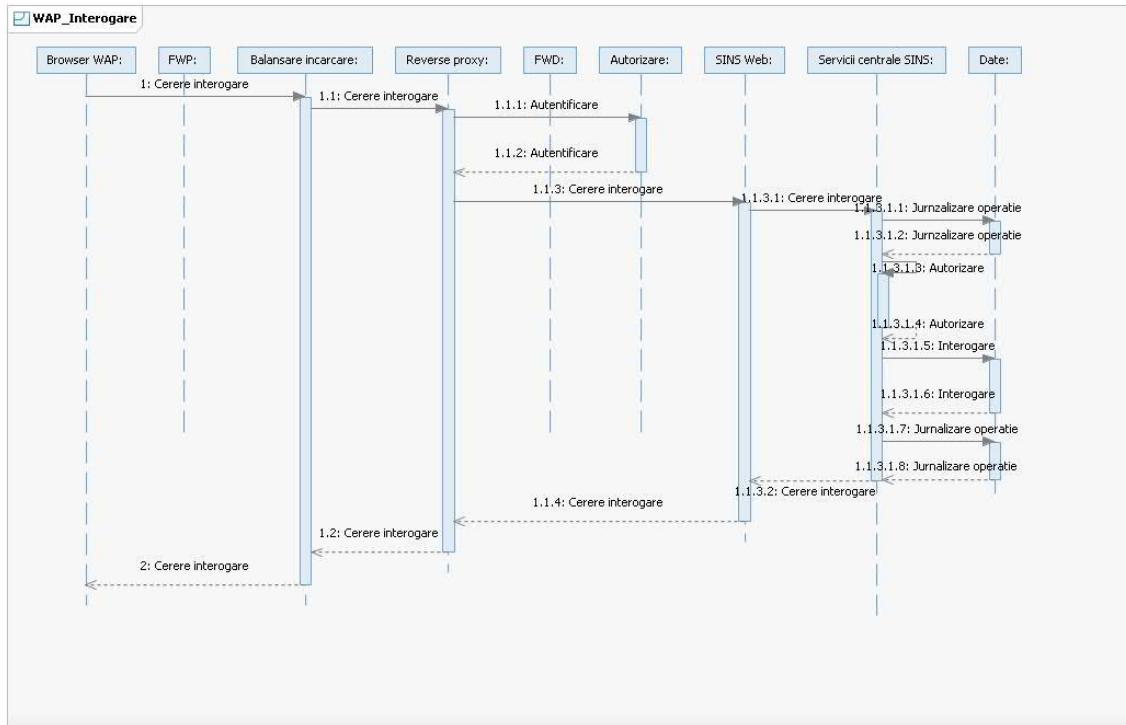 WAP_Interogare
Browser WAP:
FWP:
Balansare incarcare:
Reverse proxy:
FWD:
Autorizare:
SINS Web:
Servicii centrale SINS:
Date:
1: Cerere interogare
1.1: Cerere interogare
1.1.1: Autentificare
1.1.2: Autentificare
1.1.3: Cerere interogare
1.1.3.1: Cerere interogare
1.1.3.1.1: Jurnzalizare operatie
1.1.3.1.2: Jurnzalizare operatie
1.1.3.1.3: Autorizare
1.1.3.1.4: Autorizare
1.1.3.1.5: Interogare
1.1.3.1.6: Interogare
1.1.3.1.7: Jurnalizare operatie
1.1.3.1.8: Jurnalizare operatie
1.1.3.2: Cerere interogare
1.1.4: Cerere interogare
1.2: Cerere interogare
2: Cerere interogare